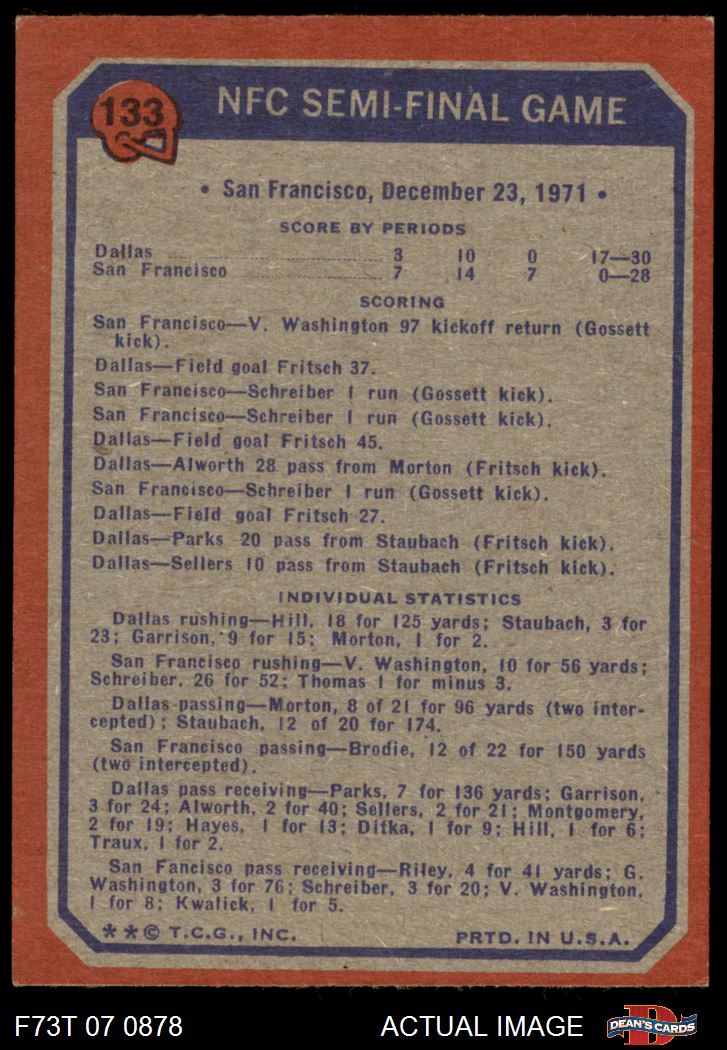 133
NFC SEMI-FINAL GAME
• San Francisco, December 23, 1971 •
SCORE BY PERIODS
Dallas 3 10 0 17—30
San Francisco 7 14 7 0—28
SCORING
San Francisco—V. Washington 97 kickoff return (Gossett
kick).
Dallas—Field goal Fritsch 37.
San Francisco—Schreiber 1 run (Gossett kick).
San Francisco—Schreiber 1 run (Gossett kick).
Dallas—Field goal Fritsch 45.
Dallas—Alworth 28 pass from Morton (Fritsch kick).
San Francisco—Schreiber 1 run (Gossett kick).
Dallas—Field goal Fritsch 27.
Dallas—Parks 20 pass from Staubach (Fritsch kick).
Dallas—Sellers 10 pass from Staubach (Fritsch kick).
INDIVIDUAL STATISTICS
Dallas rushing—Hill, 18 for 125 yards; Staubach, 3 for
23; Garrison, 9 for 15; Morton, 1 for 2.
San Francisco rushing—V. Washington, 10 for 56 yards;
Schreiber, 26 for 52; Thomas 1 for minus 3.
Dallas passing—Morton, 8 of 21 for 96 yards (two inter-
cepted); Staubach, 12 of 20 for 174.
San Francisco passing—Brodie, 12 of 22 for 150 yards
(two intercepted).
Dallas pass receiving—Parks, 7 for 136 yards; Garrison,
3 for 24; Alworth, 2 for 40; Sellers, 2 for 21; Montgomery,
2 for 19; Hayes, 1 for 13; Ditka, 1 for 9; Hill, 1 for 6;
Traux, 1 for 2.
San Fancisco pass receiving—Riley, 4 for 41 yards; G.
Washington, 3 for 76; Schreiber, 3 for 20; V. Washington,
1 for 8; Kwalick, 1 for 5.
**© T.C.G., INC. PRTD. IN U.S.A.
F73T 07 0878 ACTUAL IMAGE DEAN'S CARDS